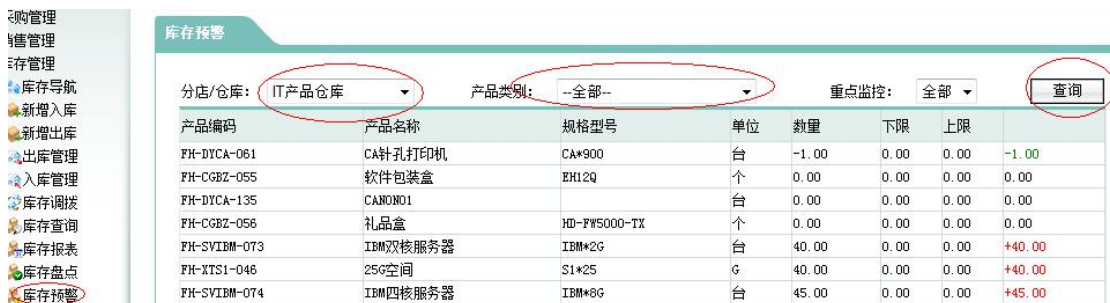 采购管理
销售管理
库存管理
库存导航
新增入库
新增出库
出库管理
入库管理
库存调拨
库存查询
库存报表
库存盘点
库存预警
库存预警
分店/仓库： IT产品仓库 产品类别： --全部-- 重点监控： 全部 查询
产品编码 产品名称 规格型号 单位 数量 下限 上限
FH-DYCA-061 CA针孔打印机 CA*900 台 -1.00 0.00 0.00 -1.00
FH-CGBZ-055 软件包装盒 EH12Q 个 0.00 0.00 0.00 0.00
FH-DYCA-135 CANON01 台 0.00 0.00 0.00 0.00
FH-CGBZ-056 礼品盒 HD-FW5000-TX 个 0.00 0.00 0.00 0.00
FH-SVIBM-073 IBM双核服务器 IBM*2G 台 40.00 0.00 0.00 +40.00
FH-XTS1-046 25G空间 S1*25 G 40.00 0.00 0.00 +40.00
FH-SVIBM-074 IBM四核服务器 IBM*8G 台 45.00 0.00 0.00 +45.00